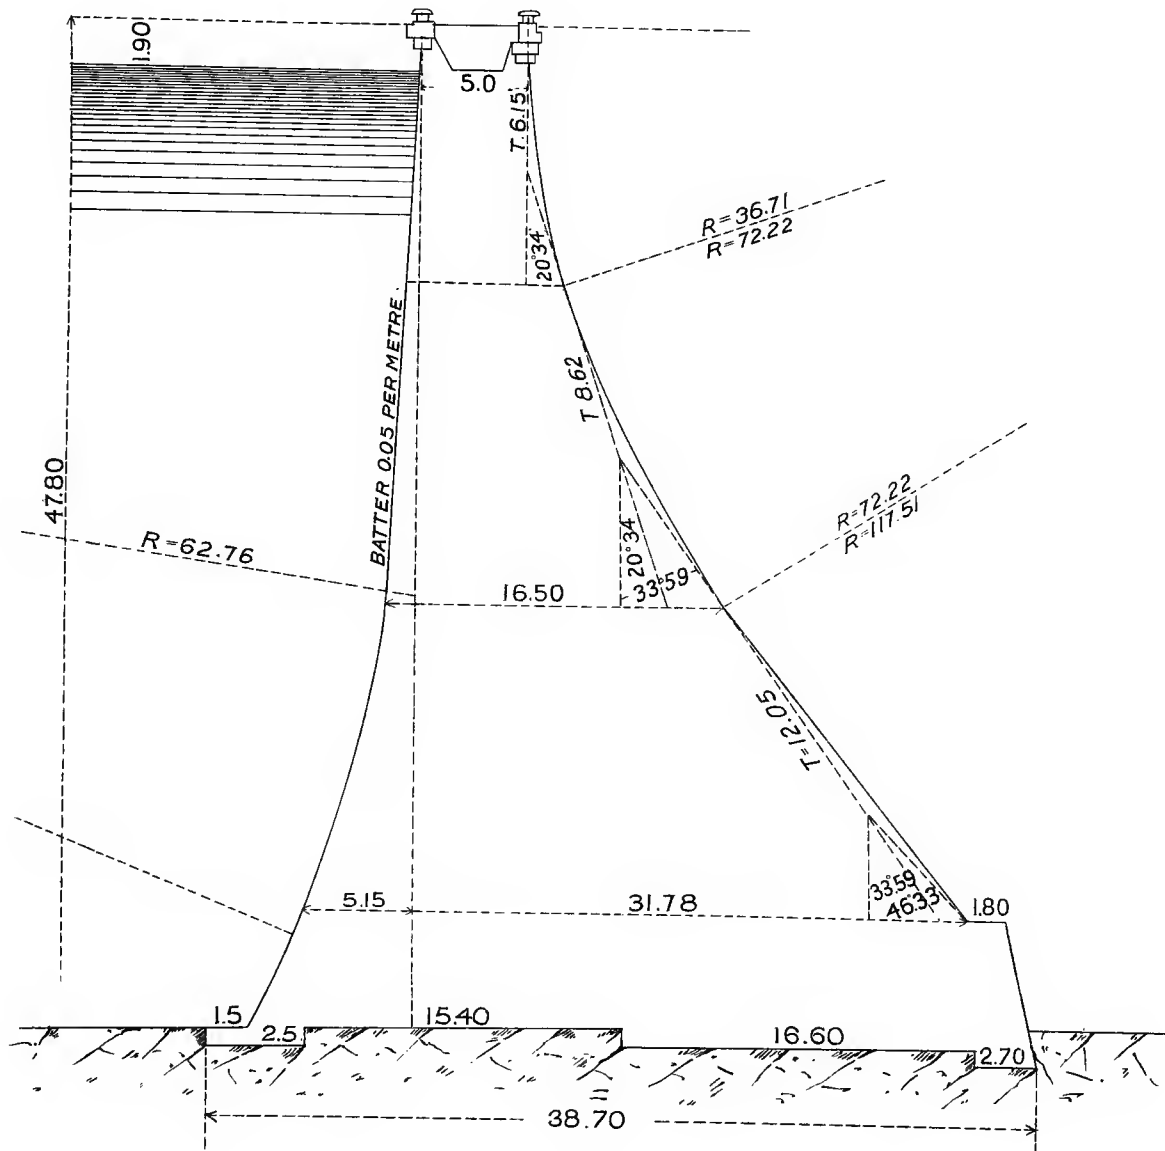 1.90
5.0
T. 6.15
R=36.71
R=72.22
20°34
BATTER 0.05 PER METRE
T 8.62
47.80
R=72.22
R=117.51
R=62.76
20°34
33°59
16.50
T=12.05
33°59
46°33
5.15
31.78
1.80
1.5
2.5
15.40
16.60
2.70
38.70